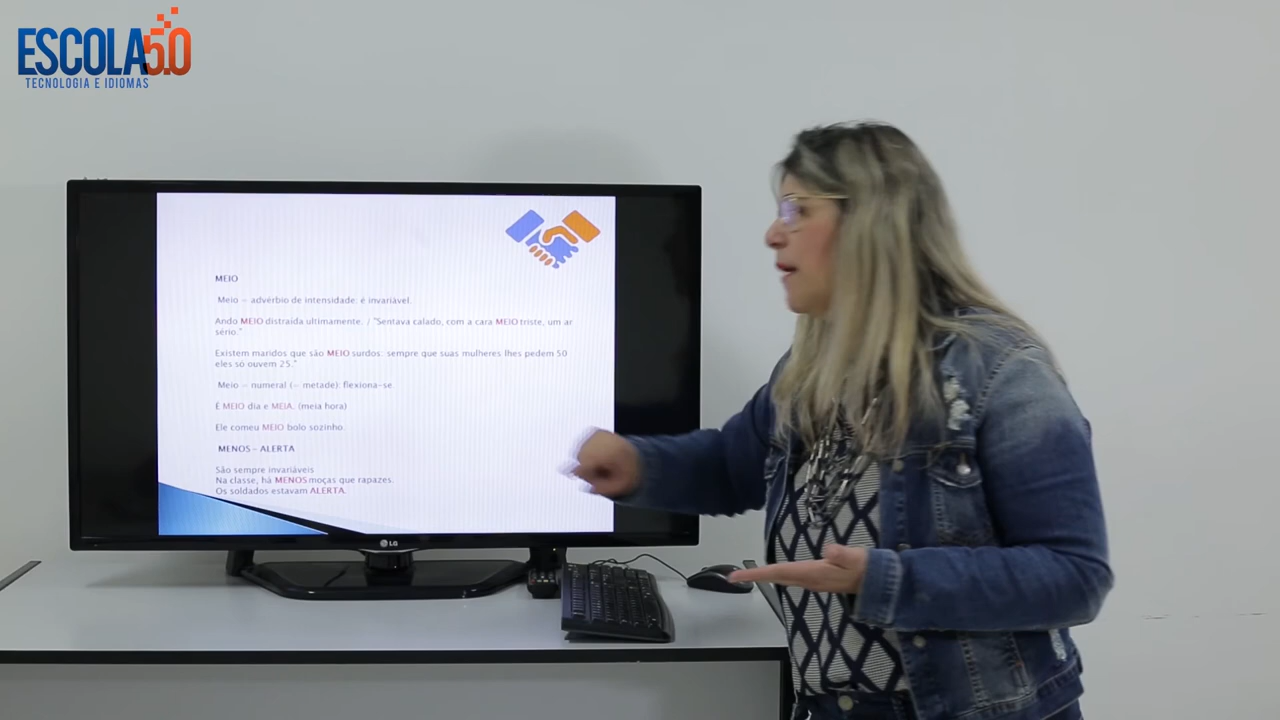 ESCOLA 5.0
TECNOLOGIA E IDIOMAS
MEIO
Meio = advérbio de intensidade: é invariável.
Ando MEIO distraída ultimamente. / "Sentava calado, com a cara MEIO triste, um ar
sério."
Existem maridos que são MEIO surdos: sempre que suas mulheres lhes pedem 50
eles só ouvem 25."
Meio = numeral (= metade): flexiona-se.
É MEIO dia e MEIA. (meia hora)
Ele comeu MEIO bolo sozinho.
MENOS - ALERTA
São sempre invariáveis
Na classe, há MENOS moças que rapazes.
Os soldados estavam ALERTA.
LG